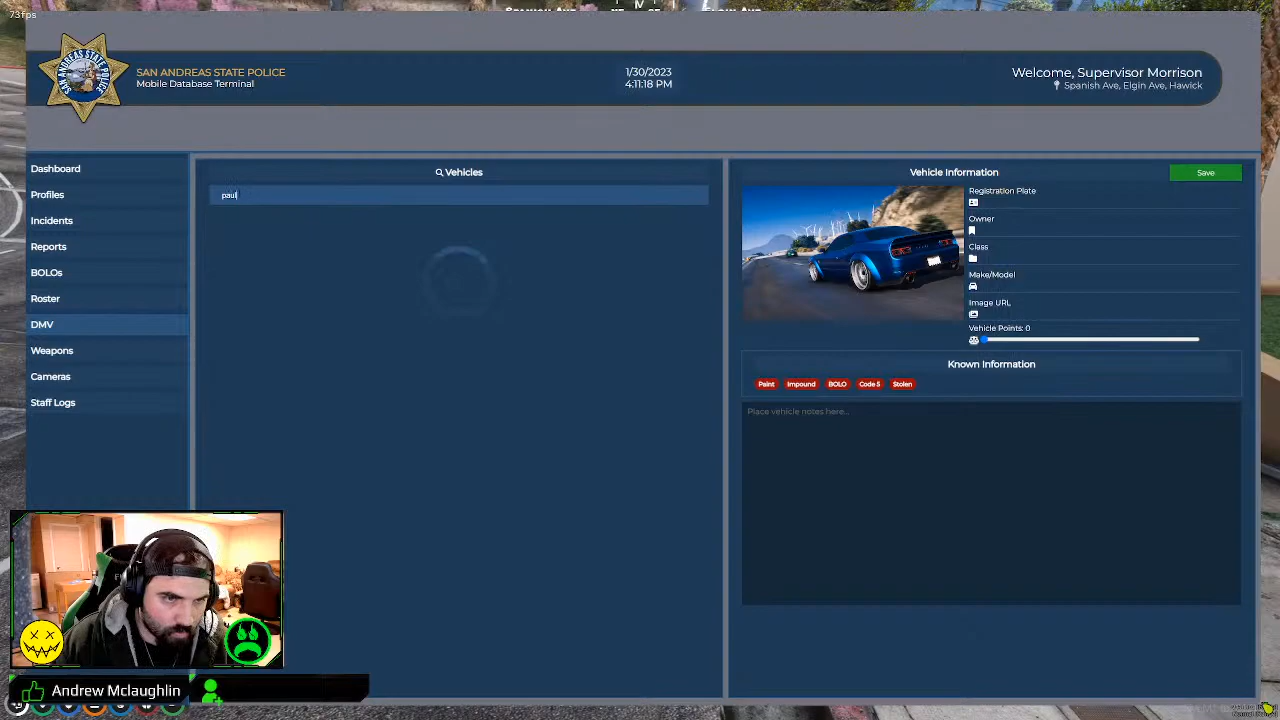 73fps
SAN ANDREAS STATE POLICE
Mobile Database Terminal
1/30/2023
4:11:18 PM
Welcome, Supervisor Morrison
Spanish Ave, Elgin Ave, Hawick
Dashboard
Profiles
Incidents
Reports
BOLOs
Roster
DMV
Weapons
Cameras
Staff Logs
Vehicles
paul
Vehicle Information
Save
Registration Plate
Owner
Class
Make/Model
Image URL
Vehicle Points: 0
Known Information
Paint Impound BOLO Code 5 Stolen
Place vehicle notes here...
Andrew Mclaughlin